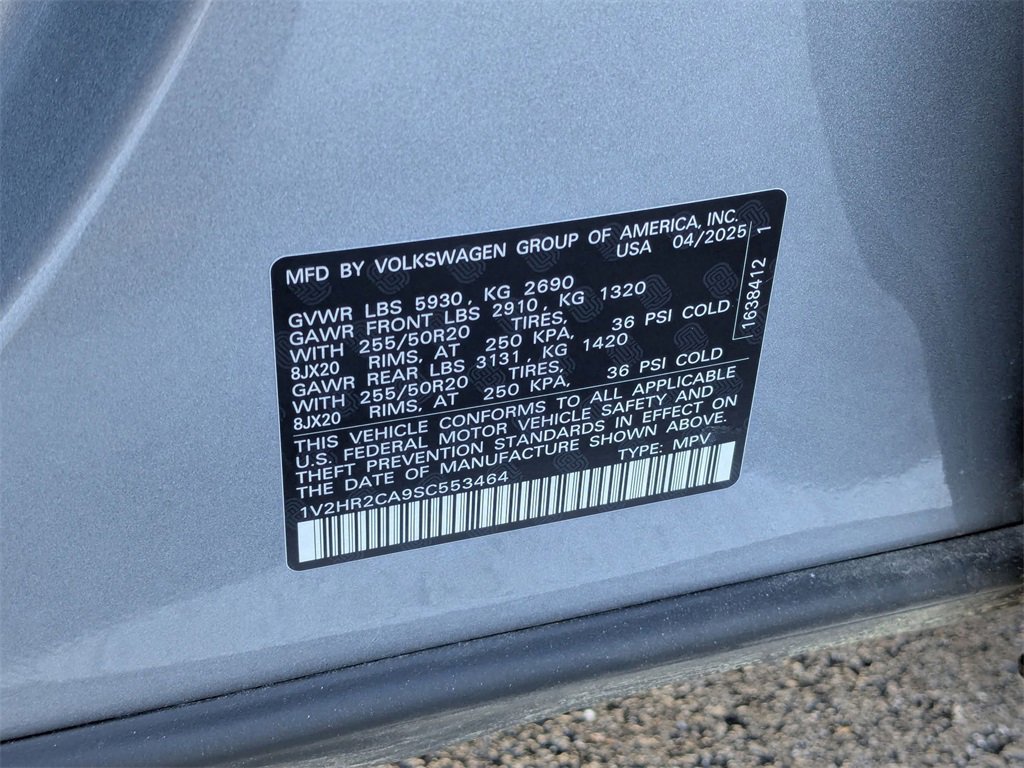 MFD BY VOLKSWAGEN GROUP OF AMERICA, INC.
USA 04/2025
GVWR LBS 5930, KG 2690
GAWR FRONT LBS 2910, KG 1320
WITH 255/50R20 TIRES,
8JX20 RIMS, AT 250 KPA, 36 PSI COLD
GAWR REAR LBS 3131, KG 1420
WITH 255/50R20 TIRES,
8JX20 RIMS, AT 250 KPA, 36 PSI COLD
1638412 1
THIS VEHICLE CONFORMS TO ALL APPLICABLE
U.S. FEDERAL MOTOR VEHICLE SAFETY AND
THEFT PREVENTION STANDARDS IN EFFECT ON
THE DATE OF MANUFACTURE SHOWN ABOVE.
1V2HR2CA9SC553464 TYPE: MPV